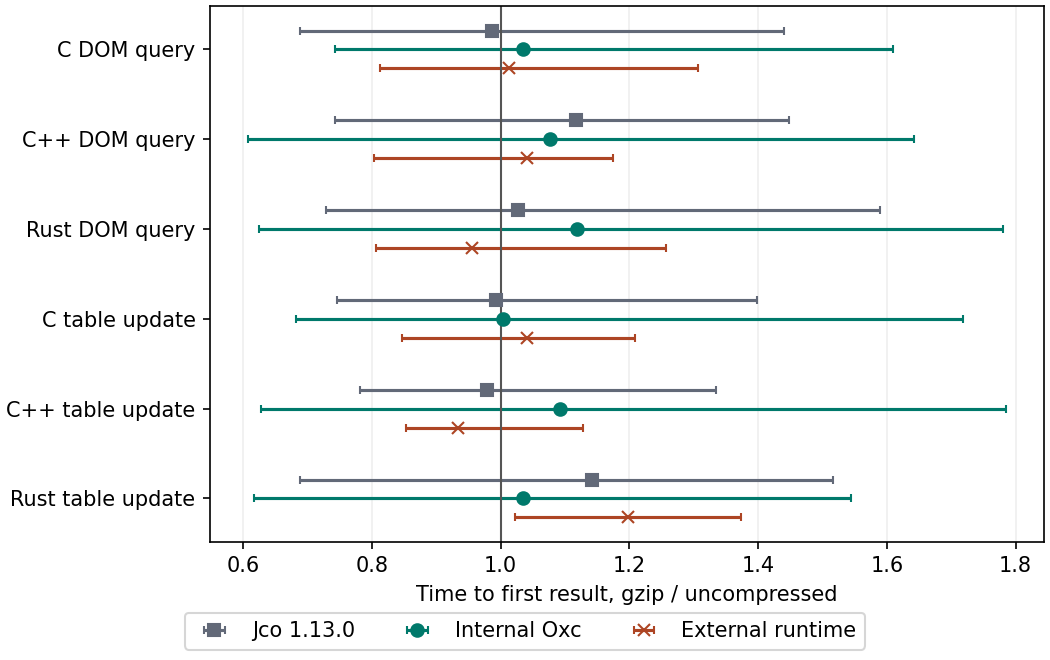 C DOM query
C++ DOM query
Rust DOM query
C table update
C++ table update
Rust table update
0.6 0.8 1.0 1.2 1.4 1.6 1.8
Time to first result, gzip / uncompressed
Jco 1.13.0 Internal Oxc External runtime